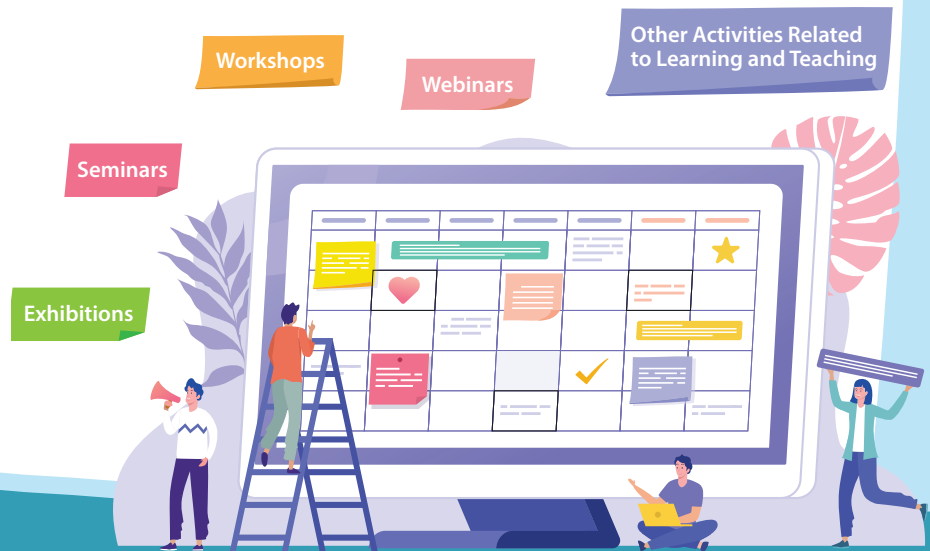 Other Activities Related
to Learning and Teaching
Workshops
Webinars
Seminars
Exhibitions